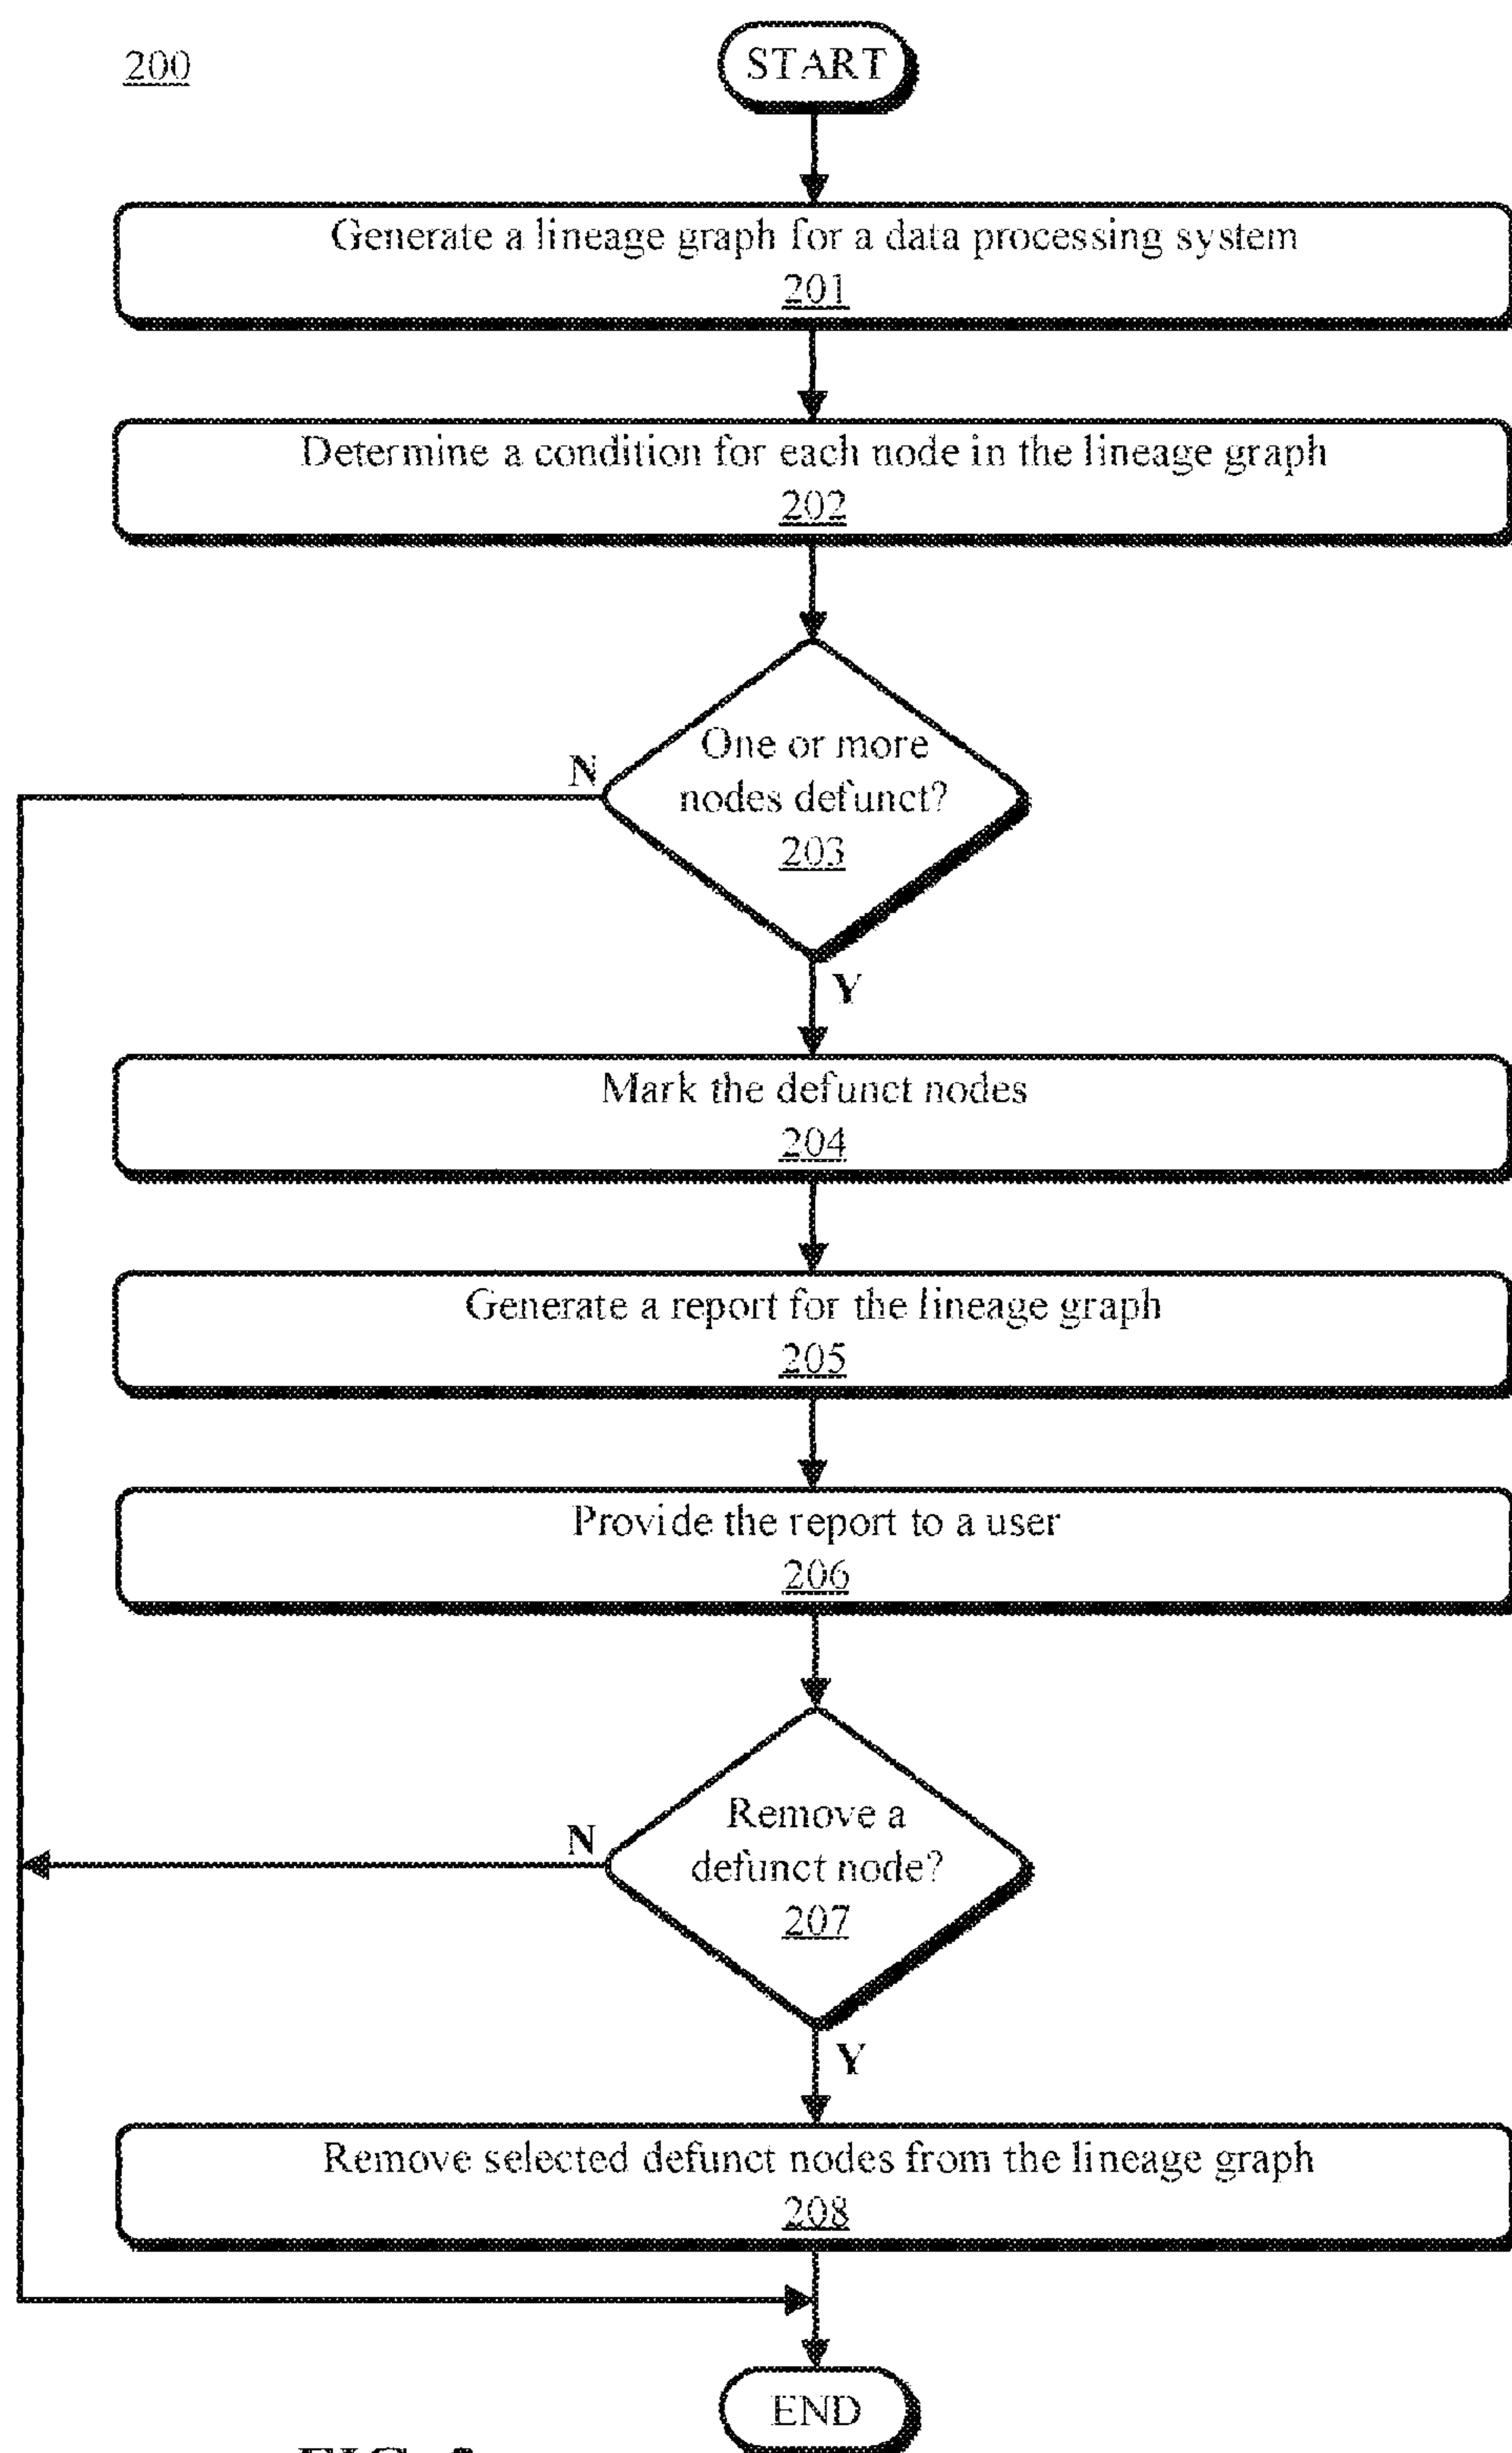 200
START
Generate a lineage graph for a data processing system
201
Determine a condition for each node in the lineage graph
202
One or more
nodes defunct?
203
N
Y
Mark the defunct nodes
204
Generate a report for the lineage graph
205
Provide the report to a user
206
Remove a
defunct node?
207
N
Y
Remove selected defunct nodes from the lineage graph
208
END